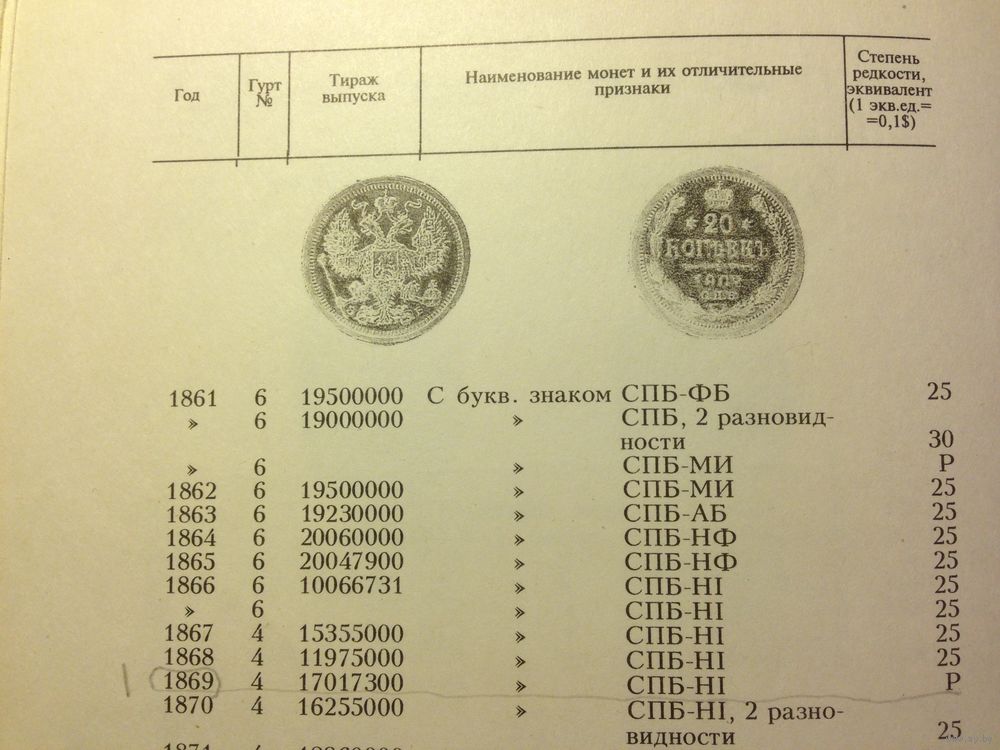 Год | Гурт № | Тираж выпуска | Наименование монет и их отличительные признаки | Степень редкости, эквивалент (1 экв.ед.= =0,1$)
20
КОПѢЕКЪ
1861 6 19500000 С букв. знаком СПБ-ФБ 25
» 6 19000000 » СПБ, 2 разновид-
ности 30
» 6 » СПБ-МИ Р
1862 6 19500000 » СПБ-МИ 25
1863 6 19230000 » СПБ-АБ 25
1864 6 20060000 » СПБ-НФ 25
1865 6 20047900 » СПБ-НФ 25
1866 6 10066731 » СПБ-НI 25
» 6 » СПБ-НI 25
1867 4 15355000 » СПБ-НI 25
1868 4 11975000 » СПБ-НI 25
1869 4 17017300 » СПБ-НI Р
1870 4 16255000 » СПБ-НI, 2 разно-
видности 25
1871 4